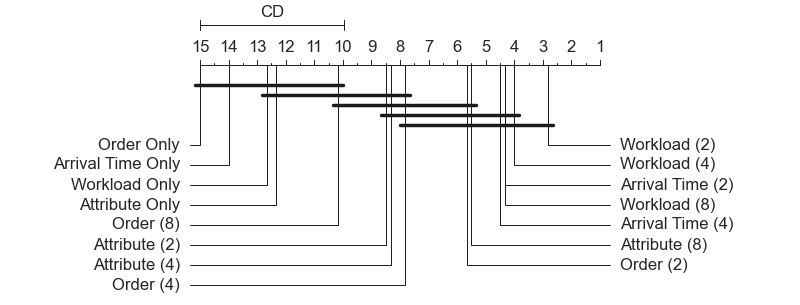 CD
15 14 13 12 11 10 9 8 7 6 5 4 3 2 1
Order Only
Arrival Time Only
Workload Only
Attribute Only
Order (8)
Attribute (2)
Attribute (4)
Order (4)
Workload (2)
Workload (4)
Arrival Time (2)
Workload (8)
Arrival Time (4)
Attribute (8)
Order (2)